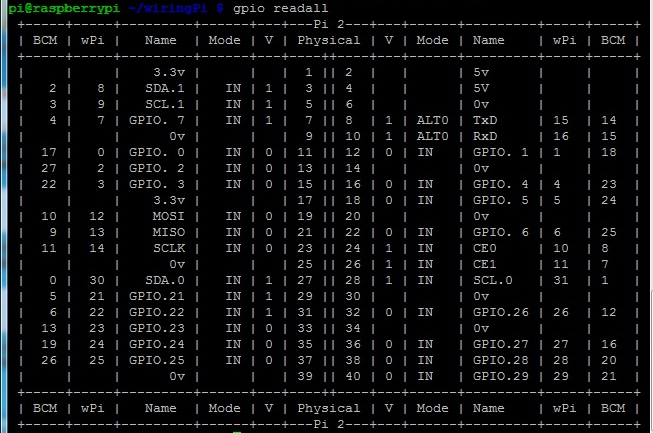 pi@raspberrypi ~/wiringPi $ gpio readall
+-----+-----+---------+------+---+--Pi 2--+---+------+---------+-----+-----+
| BCM | wPi |   Name  | Mode | V | Physical | V | Mode | Name    | wPi | BCM |
+-----+-----+---------+------+---+----++----+---+------+---------+-----+-----+
|     |     |    3.3v |      |   |  1 || 2  |   |      | 5v      |     |     |
|   2 |   8 |   SDA.1 |   IN | 1 |  3 || 4  |   |      | 5V      |     |     |
|   3 |   9 |   SCL.1 |   IN | 1 |  5 || 6  |   |      | 0v      |     |     |
|   4 |   7 | GPIO. 7 |   IN | 1 |  7 || 8  | 1 | ALT0 | TxD     | 15  | 14  |
|     |     |      0v |      |   |  9 || 10 | 1 | ALT0 | RxD     | 16  | 15  |
|  17 |   0 | GPIO. 0 |   IN | 0 | 11 || 12 | 0 | IN   | GPIO. 1 | 1   | 18  |
|  27 |   2 | GPIO. 2 |   IN | 0 | 13 || 14 |   |      | 0v      |     |     |
|  22 |   3 | GPIO. 3 |   IN | 0 | 15 || 16 | 0 | IN   | GPIO. 4 | 4   | 23  |
|     |     |    3.3v |      |   | 17 || 18 | 0 | IN   | GPIO. 5 | 5   | 24  |
|  10 |  12 |    MOSI |   IN | 0 | 19 || 20 |   |      | 0v      |     |     |
|   9 |  13 |    MISO |   IN | 0 | 21 || 22 | 0 | IN   | GPIO. 6 | 6   | 25  |
|  11 |  14 |    SCLK |   IN | 0 | 23 || 24 | 1 | IN   | CE0     | 10  | 8   |
|     |     |      0v |      |   | 25 || 26 | 1 | IN   | CE1     | 11  | 7   |
|   0 |  30 |   SDA.0 |   IN | 1 | 27 || 28 | 1 | IN   | SCL.0   | 31  | 1   |
|   5 |  21 | GPIO.21 |   IN | 1 | 29 || 30 |   |      | 0v      |     |     |
|   6 |  22 | GPIO.22 |   IN | 1 | 31 || 32 | 0 | IN   | GPIO.26 | 26  | 12  |
|  13 |  23 | GPIO.23 |   IN | 0 | 33 || 34 |   |      | 0v      |     |     |
|  19 |  24 | GPIO.24 |   IN | 0 | 35 || 36 | 0 | IN   | GPIO.27 | 27  | 16  |
|  26 |  25 | GPIO.25 |   IN | 0 | 37 || 38 | 0 | IN   | GPIO.28 | 28  | 20  |
|     |     |      0v |      |   | 39 || 40 | 0 | IN   | GPIO.29 | 29  | 21  |
+-----+-----+---------+------+---+----++----+---+------+---------+-----+-----+
| BCM | wPi |   Name  | Mode | V | Physical | V | Mode | Name    | wPi | BCM |
+-----+-----+---------+------+---+--Pi 2--+---+------+---------+-----+-----+